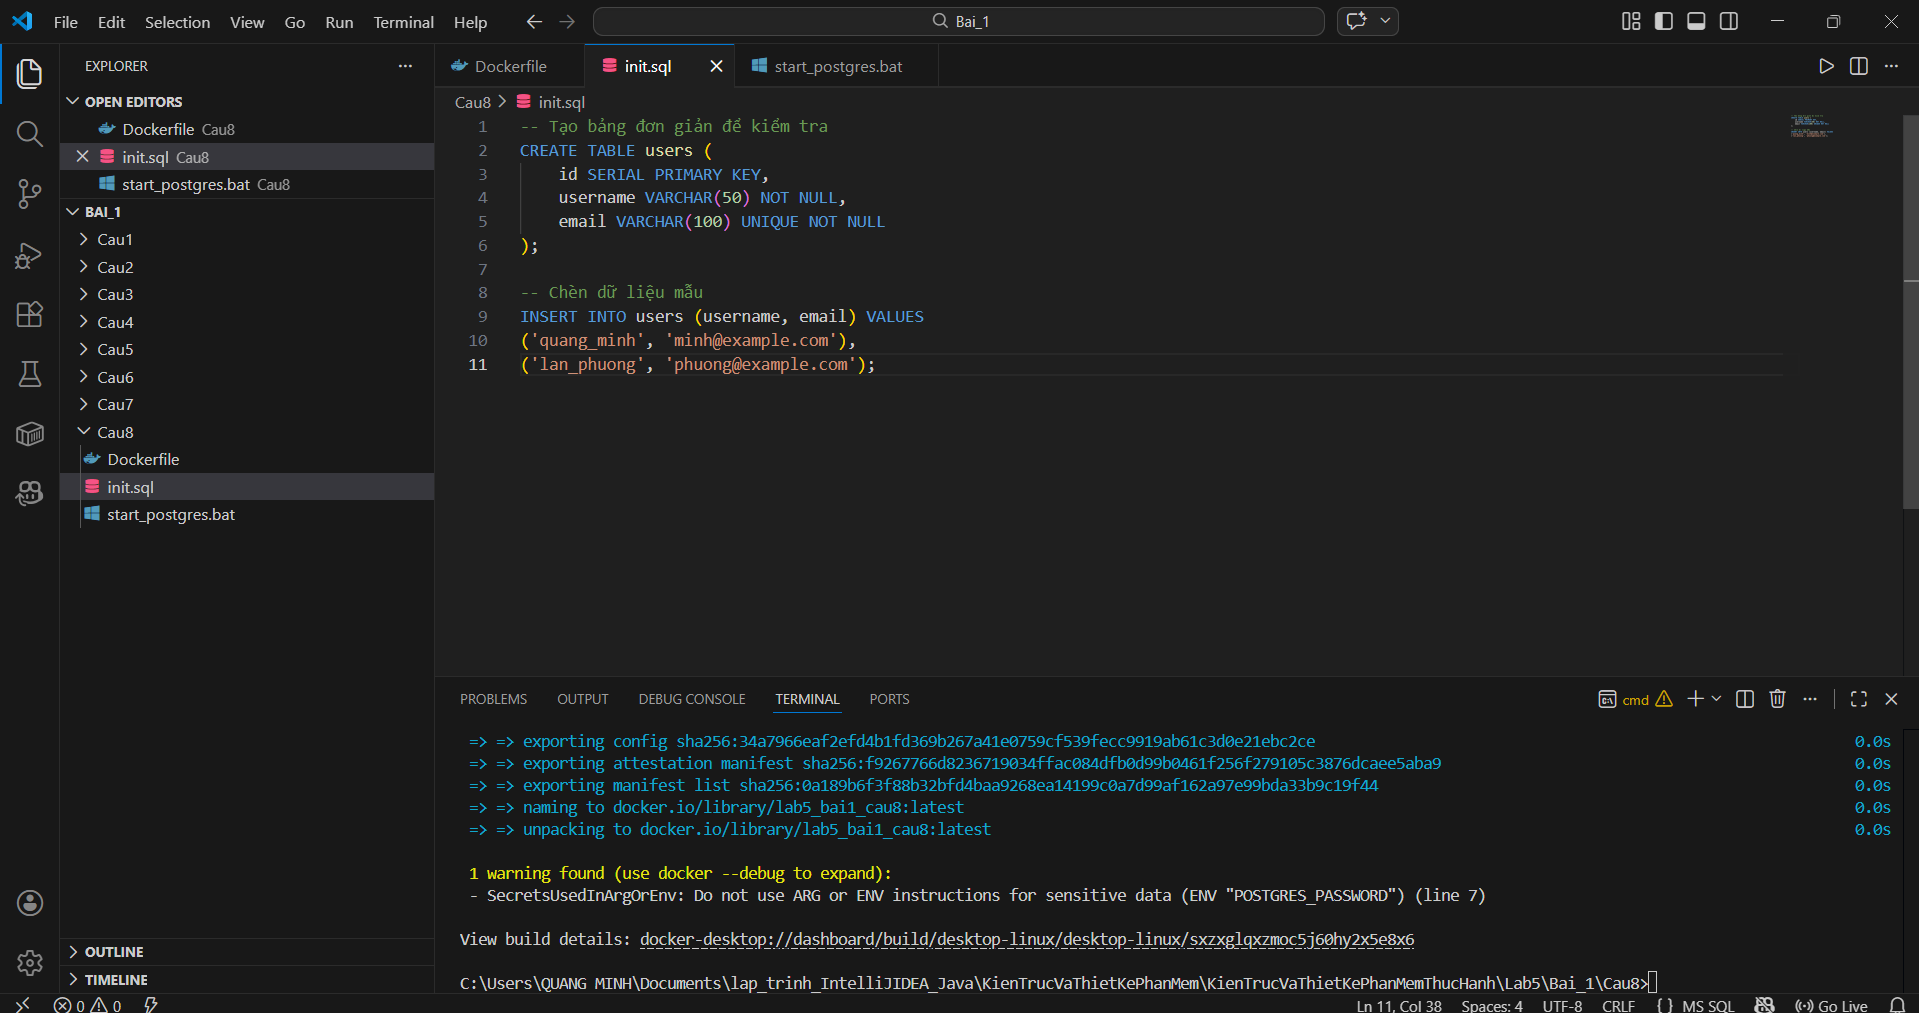 File Edit Selection View Go Run Terminal Help
Bai_1
EXPLORER
OPEN EDITORS
Dockerfile Cau8
init.sql Cau8
start_postgres.bat Cau8
BAI_1
Cau1
Cau2
Cau3
Cau4
Cau5
Cau6
Cau7
Cau8
Dockerfile
init.sql
start_postgres.bat
OUTLINE
TIMELINE
Dockerfile
init.sql
start_postgres.bat
Cau8 > init.sql
1 -- Tạo bảng đơn giản để kiểm tra
2 CREATE TABLE users (
3 id SERIAL PRIMARY KEY,
4 username VARCHAR(50) NOT NULL,
5 email VARCHAR(100) UNIQUE NOT NULL
6 );
7
8 -- Chèn dữ liệu mẫu
9 INSERT INTO users (username, email) VALUES
10 ('quang_minh', 'minh@example.com'),
11 ('lan_phuong', 'phuong@example.com');
PROBLEMS OUTPUT DEBUG CONSOLE TERMINAL PORTS
cmd
=> => exporting config sha256:34a7966eaf2efd4b1fd369b267a41e0759cf539fecc9919ab61c3d0e21ebc2ce 0.0s
=> => exporting attestation manifest sha256:f9267766d8236719034ffac084dfb0d99b0461f256f279105c3876dcaee5aba9 0.0s
=> => exporting manifest list sha256:0a189b6f3f88b32bfd4baa9268ea14199c0a7d99af162a97e99bda33b9c19f44 0.0s
=> => naming to docker.io/library/lab5_bai1_cau8:latest 0.0s
=> => unpacking to docker.io/library/lab5_bai1_cau8:latest 0.0s
1 warning found (use docker --debug to expand):
- SecretsUsedInArgOrEnv: Do not use ARG or ENV instructions for sensitive data (ENV "POSTGRES_PASSWORD") (line 7)
View build details: docker-desktop://dashboard/build/desktop-linux/desktop-linux/sxzxglqxzmoc5j60hy2x5e8x6
C:\Users\QUANG MINH\Documents\lap_trinh_IntelliJIDEA_Java\KienTrucVaThietKePhanMem\KienTrucVaThietKePhanMemThucHanh\Lab5\Bai_1\Cau8>
0 0
Ln 11, Col 38 Spaces: 4 UTF-8 CRLF {} MS SQL Go Live